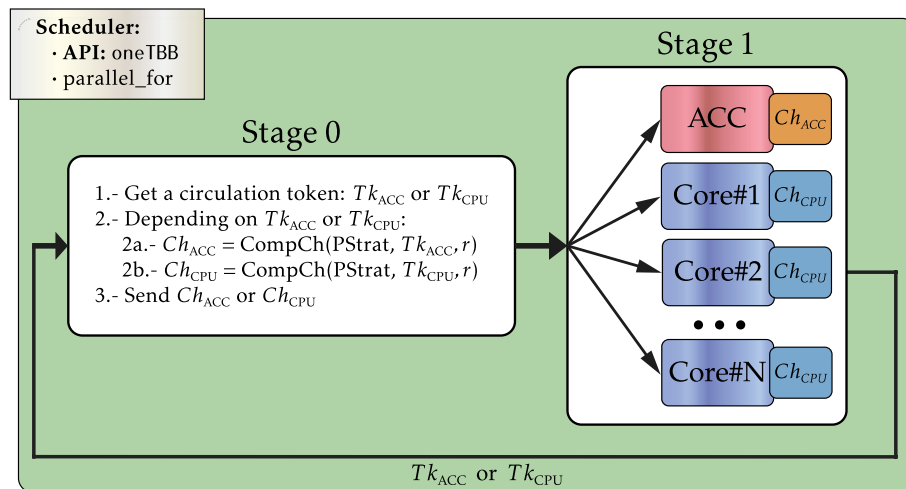 Scheduler:
· API: oneTBB
· parallel_for
Stage 0
1.- Get a circulation token: Tk_ACC or Tk_CPU
2.- Depending on Tk_ACC or Tk_CPU:
2a.- Ch_ACC = CompCh(PStrat, Tk_ACC, r)
2b.- Ch_CPU = CompCh(PStrat, Tk_CPU, r)
3.- Send Ch_ACC or Ch_CPU
Stage 1
ACC Ch_ACC
Core#1 Ch_CPU
Core#2 Ch_CPU
• • •
Core#N Ch_CPU
Tk_ACC or Tk_CPU